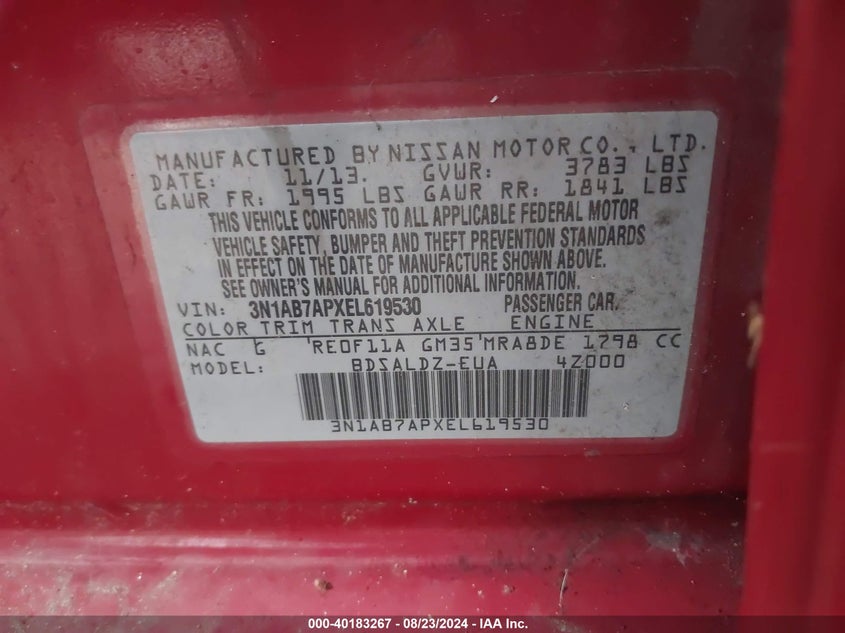 MANUFACTURED BY NISSAN MOTOR CO., LTD.
DATE: 11/13. GVWR: 3783 LBS
GAWR FR: 1995 LBS GAWR RR: 1841 LBS
THIS VEHICLE CONFORMS TO ALL APPLICABLE FEDERAL MOTOR
VEHICLE SAFETY, BUMPER AND THEFT PREVENTION STANDARDS
IN EFFECT ON THE DATE OF MANUFACTURE SHOWN ABOVE.
SEE OWNER'S MANUAL FOR ADDITIONAL INFORMATION
VIN: 3N1AB7APXEL619530 PASSENGER CAR.
COLOR TRIM TRANS AXLE ENGINE
NAC G RE0F11A GM35 MRA8DE 1798 CC
MODEL: BDSALDZ-EUA 4Z000
3N1AB7APXEL619530
000-40183267 - 08/23/2024 - IAA Inc.